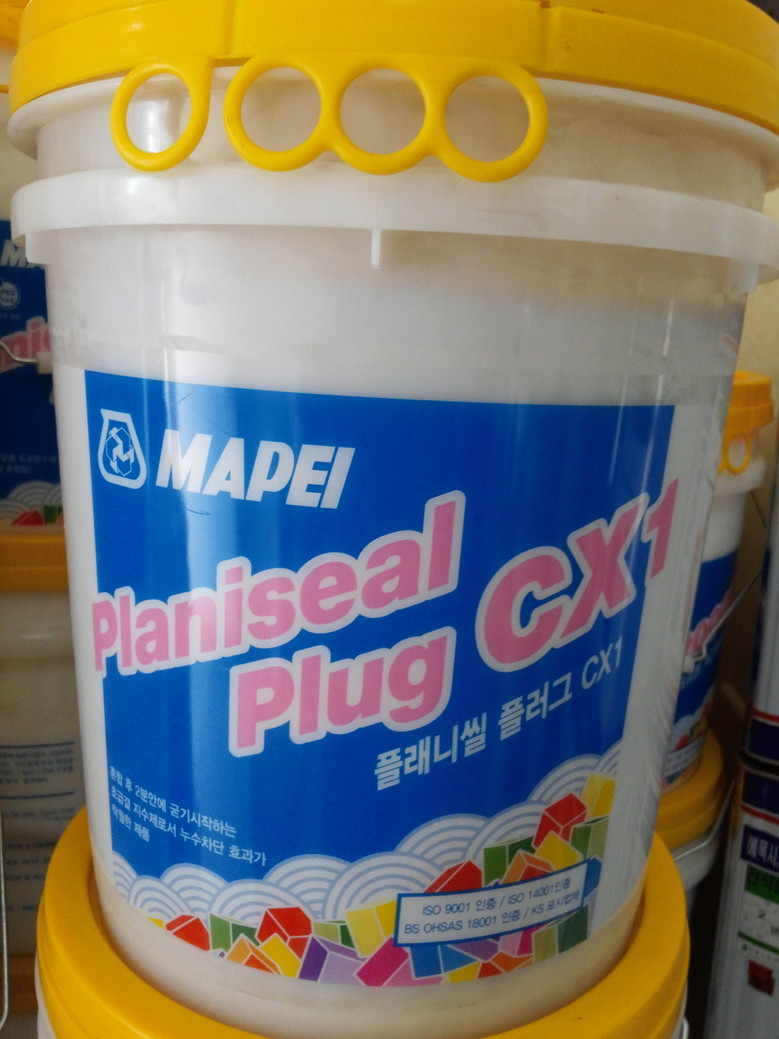 MAPEI
Planiseal
Plug CX1
플래니씰 플러그 CX1
혼합 후 2분안에 굳기시작하는
초급결 지수제로서 누수차단 효과가
탁월한 제품
ISO 9001 인증 / ISO 14001인증
BS OHSAS 18001 인증 / KS 표시업체